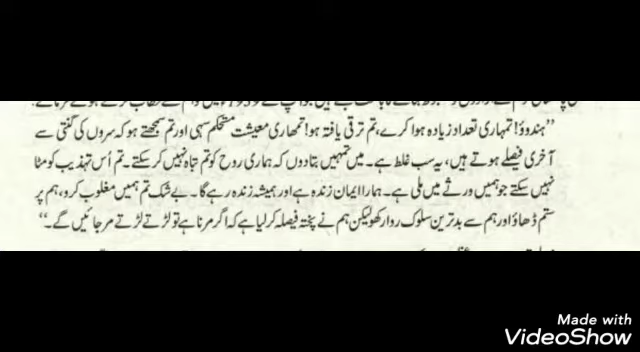 ’’ہندوؤ! تمہاری تعداد زیادہ ہوا کرے، تم ترقی یافتہ ہو! تمھاری معیشت مستحکم سہی اور تم سمجھتے ہو کہ سروں کی گنتی سے
آخری فیصلے ہوتے ہیں، یہ سب غلط ہے۔ میں تمہیں بتا دوں کہ ہماری روح کو تم تباہ نہیں کر سکتے۔ تم اُس تہذیب کو مٹا
نہیں سکتے جو ہمیں ورثے میں ملی ہے۔ ہمارا ایمان زندہ ہے اور ہمیشہ زندہ رہے گا۔ بے شک تم ہمیں مغلوب کرو، ہم پر
ستم ڈھاؤ اور ہم سے بدترین سلوک روا رکھو لیکن ہم نے پختہ فیصلہ کر لیا ہے کہ اگر مرنا ہے تو لڑتے لڑتے مر جائیں گے۔‘‘
Made with
VideoShow